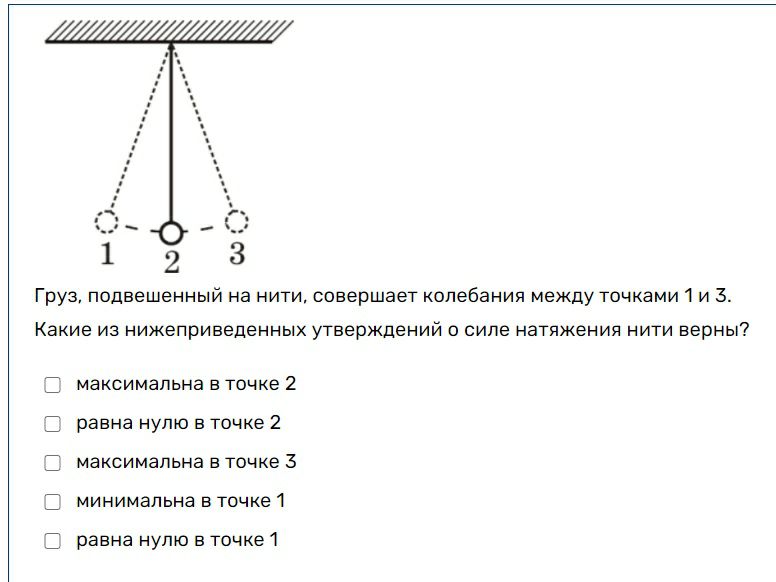 1
2
3
Груз, подвешенный на нити, совершает колебания между точками 1 и 3.
Какие из нижеприведенных утверждений о силе натяжения нити верны?
максимальна в точке 2
равна нулю в точке 2
максимальна в точке 3
минимальна в точке 1
равна нулю в точке 1